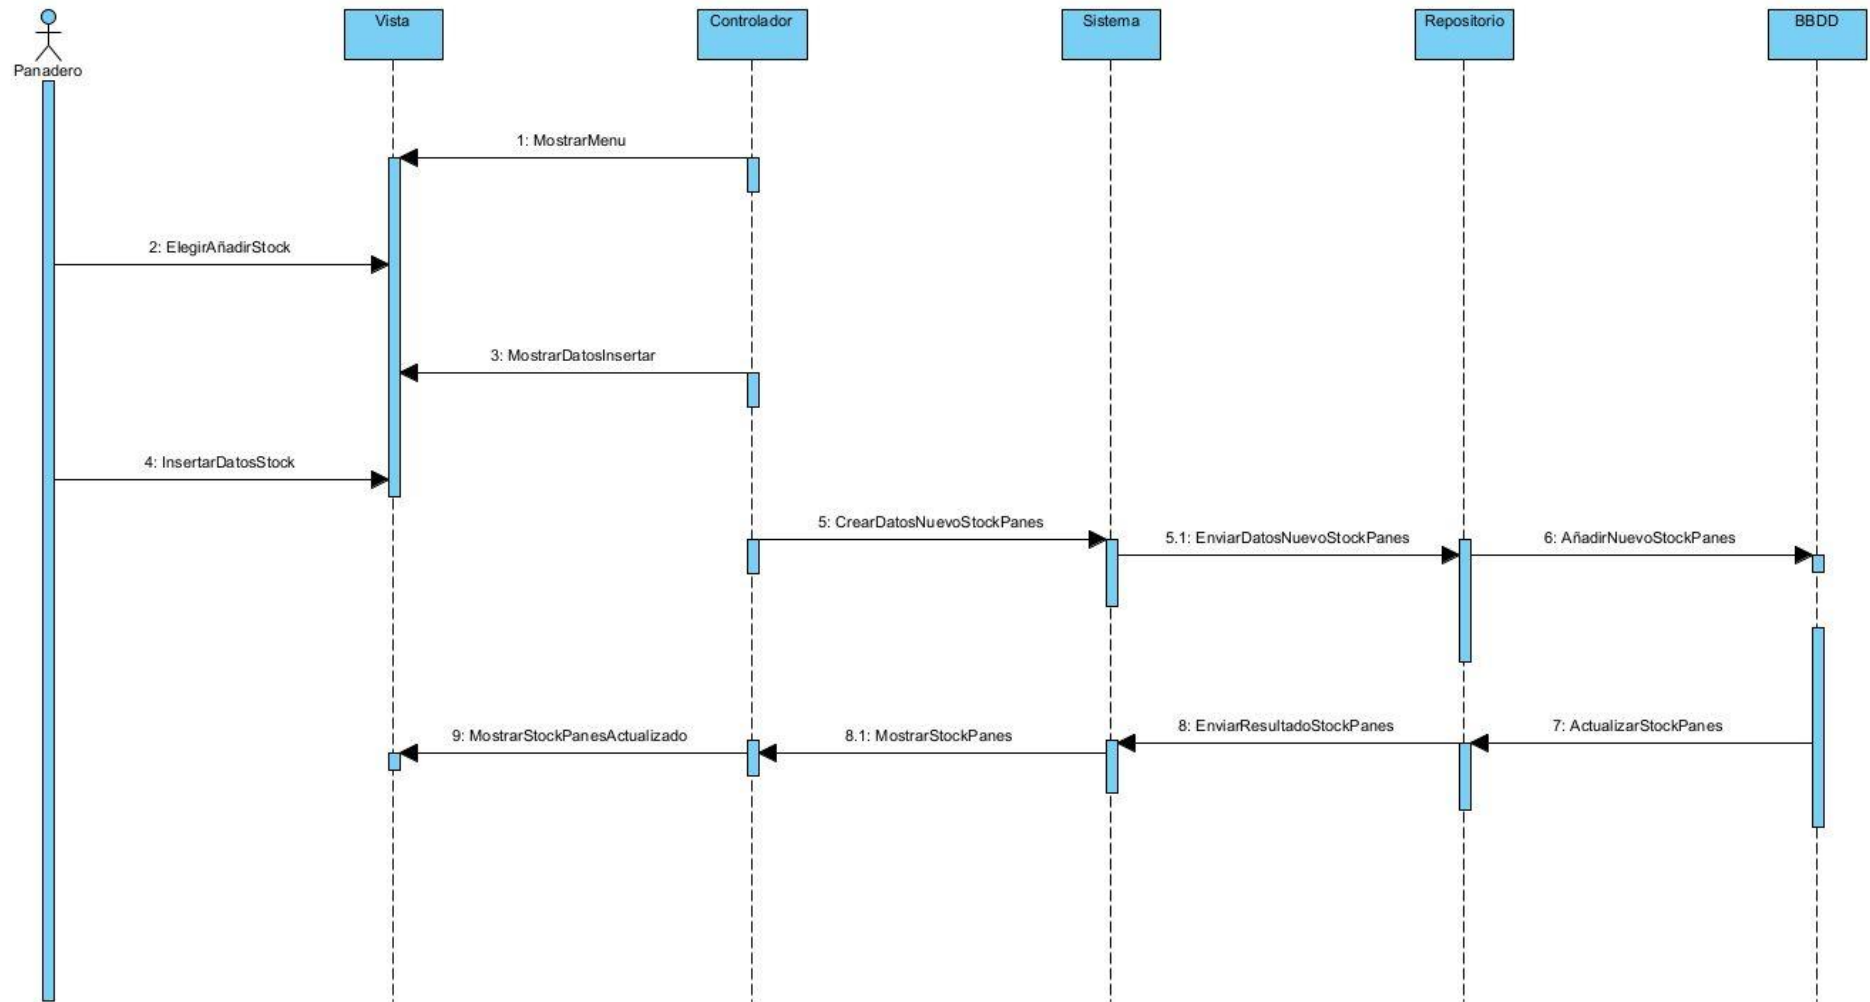 Vista
Controlador
Sistema
Repositorio
BBDD
Panadero
1: MostrarMenu
2: ElegirAñadirStock
3: MostrarDatosInsertar
4: InsertarDatosStock
5: CrearDatosNuevoStockPanes
5.1: EnviarDatosNuevoStockPanes
6: AñadirNuevoStockPanes
9: MostrarStockPanesActualizado
8.1: MostrarStockPanes
8: EnviarResultadoStockPanes
7: ActualizarStockPanes